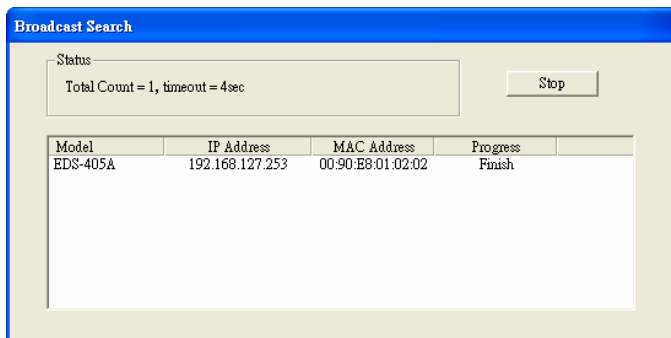 Broadcast Search
Status
Total Count = 1, timeout = 4sec
Stop
Model IP Address MAC Address Progress
EDS-405A 192.168.127.253 00:90:E8:01:02:02 Finish